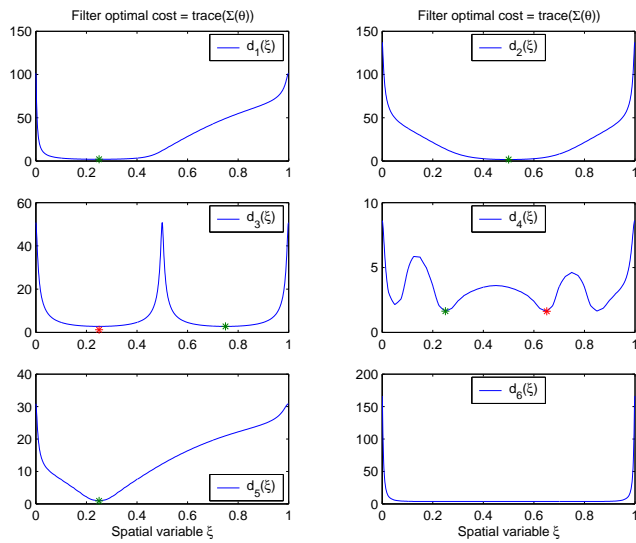 Filter optimal cost = trace(Σ(θ))
Filter optimal cost = trace(Σ(θ))
150
100
50
0
d1(ξ)
0 0.2 0.4 0.6 0.8 1
150
100
50
0
d2(ξ)
0 0.2 0.4 0.6 0.8 1
60
40
20
0
d3(ξ)
0 0.2 0.4 0.6 0.8 1
10
5
0
d4(ξ)
0 0.2 0.4 0.6 0.8 1
40
30
20
10
0
d5(ξ)
0 0.2 0.4 0.6 0.8 1
Spatial variable ξ
200
150
100
50
0
d6(ξ)
0 0.2 0.4 0.6 0.8 1
Spatial variable ξ